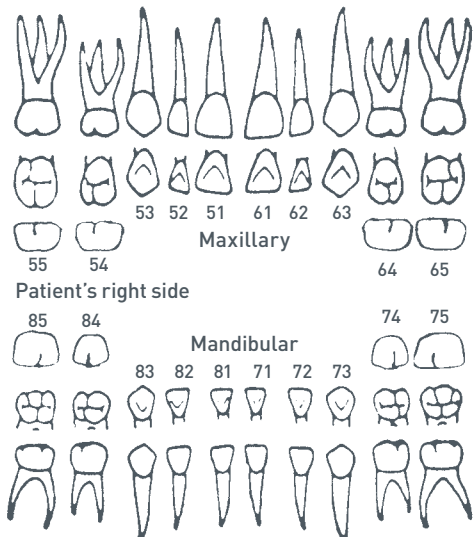 53 52 51 61 62 63
Maxillary
55 54 64 65
Patient's right side
85 84 74 75
Mandibular
83 82 81 71 72 73